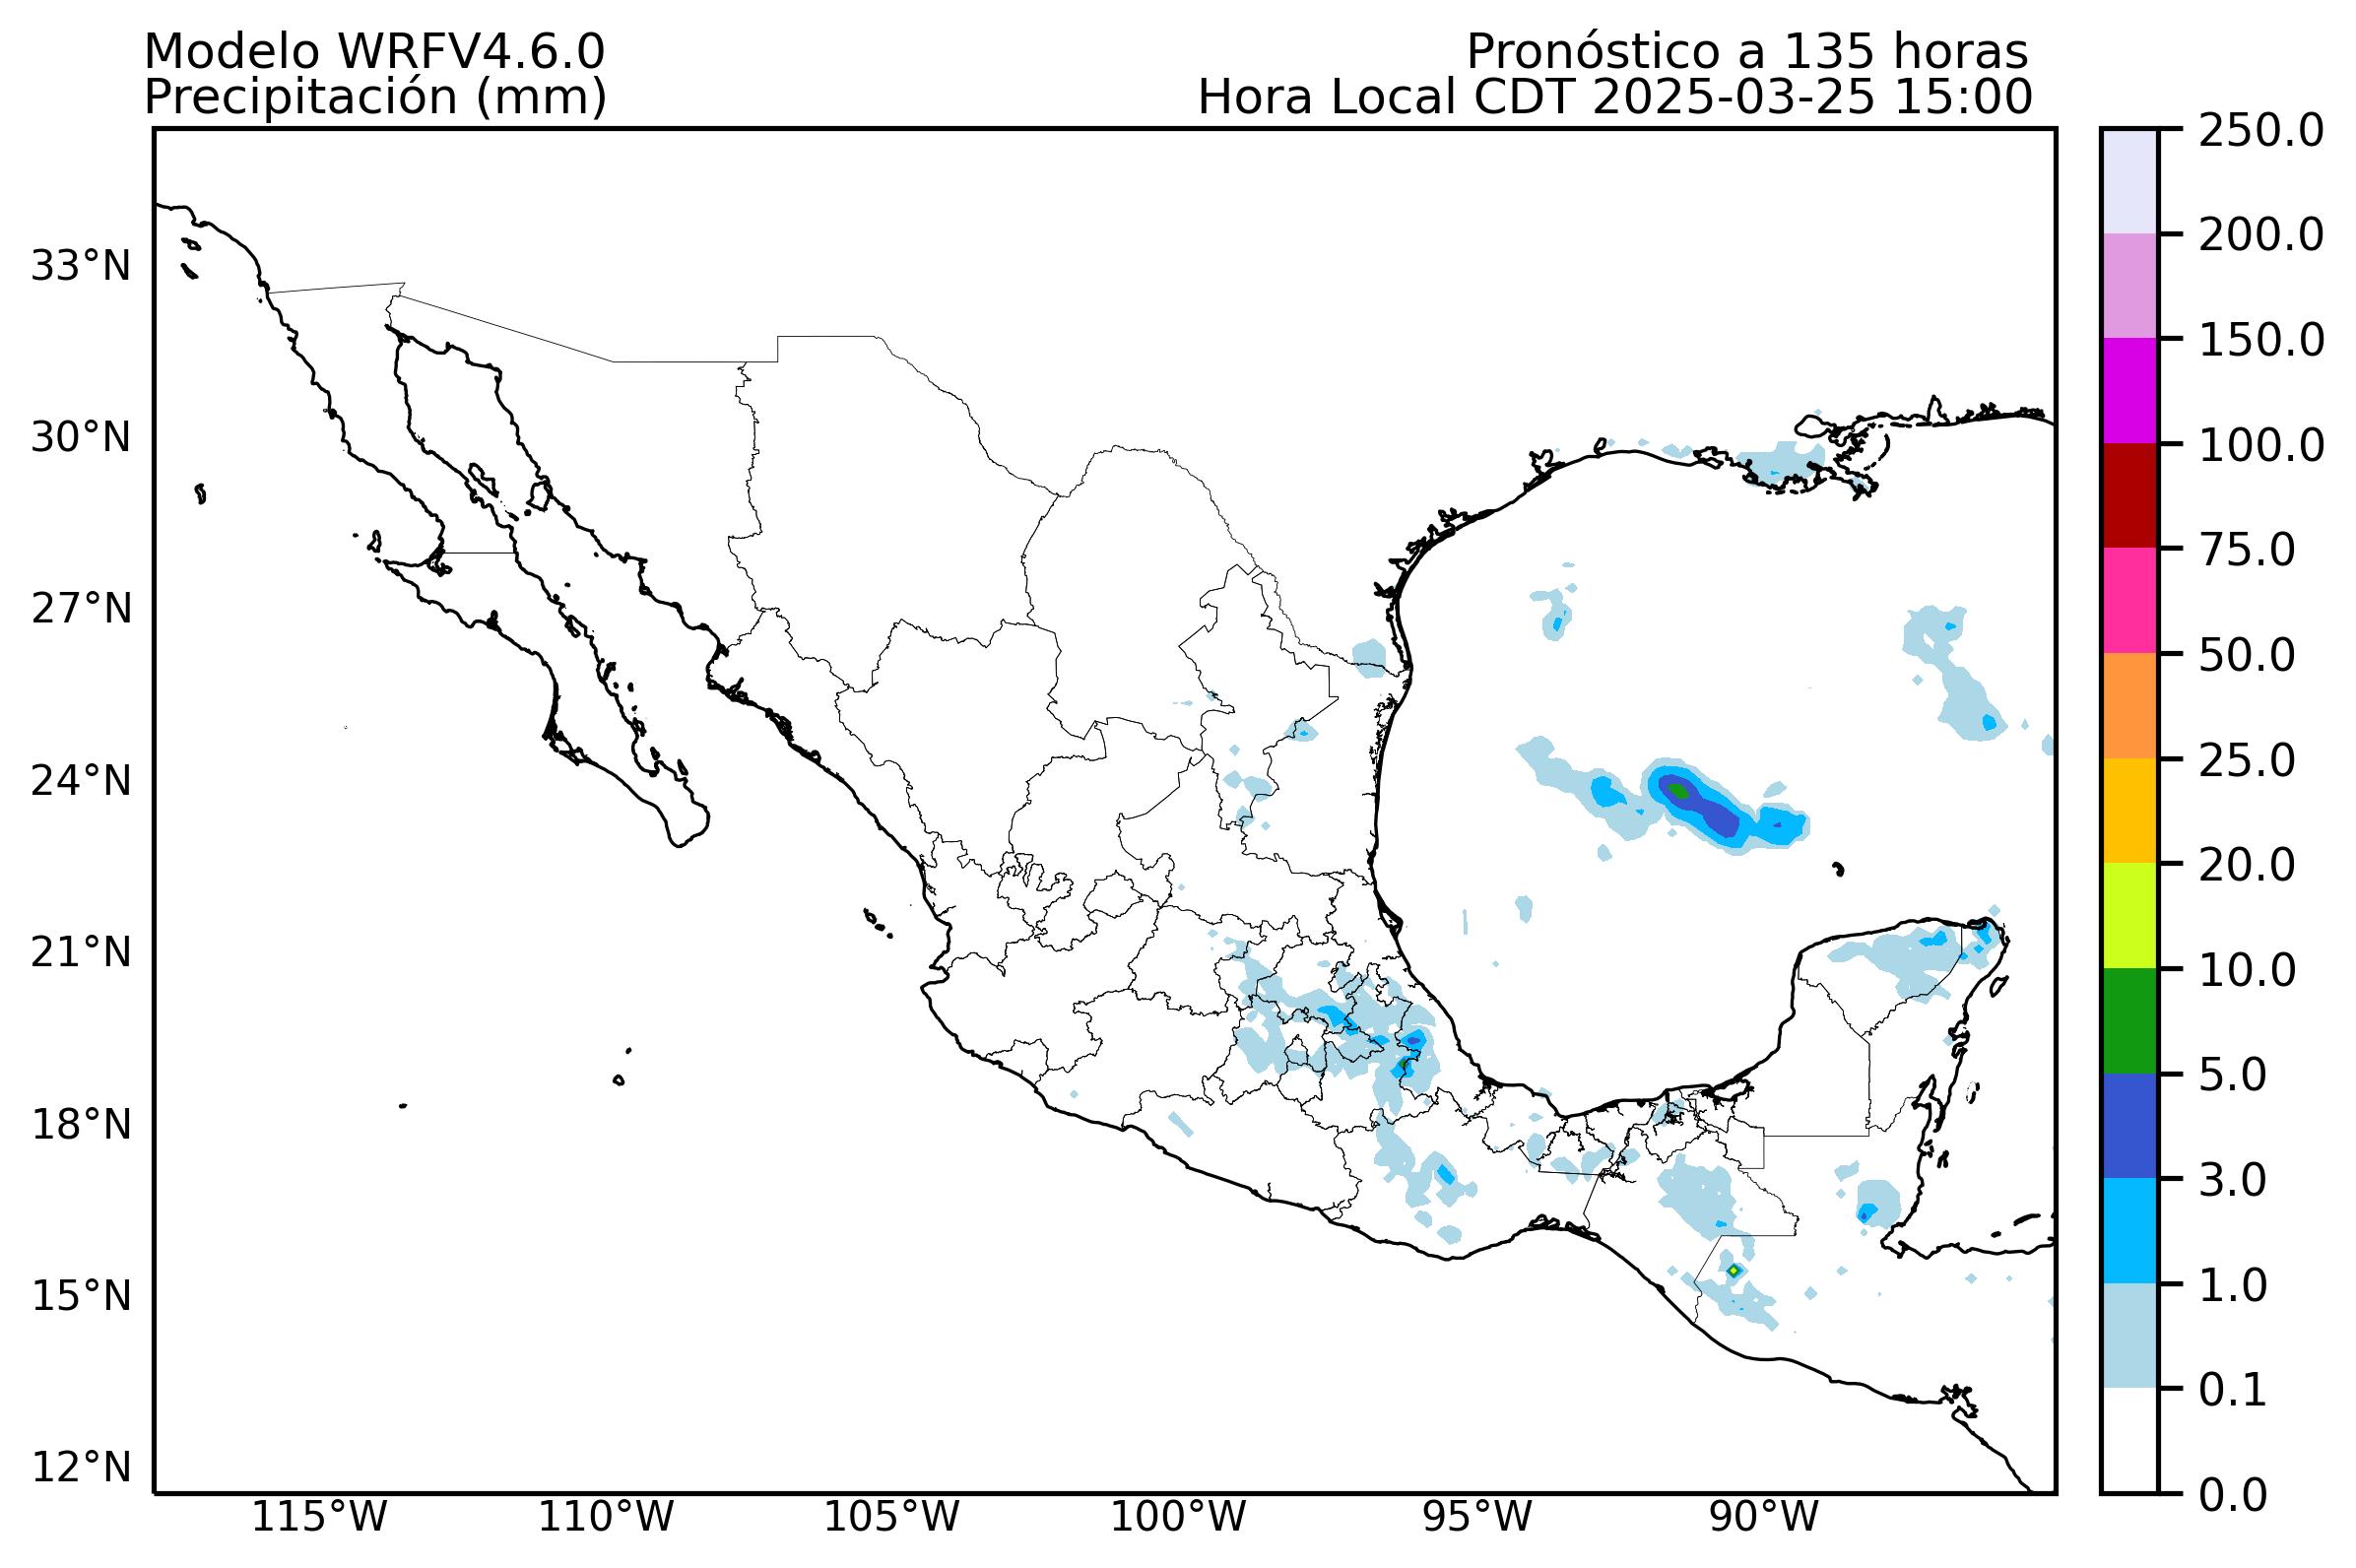 Modelo WRFV4.6.0
Precipitación (mm)
Pronóstico a 135 horas
Hora Local CDT 2025-03-25 15:00
33°N
30°N
27°N
24°N
21°N
18°N
15°N
12°N
115°W
110°W
105°W
100°W
95°W
90°W
250.0
200.0
150.0
100.0
75.0
50.0
25.0
20.0
10.0
5.0
3.0
1.0
0.1
0.0